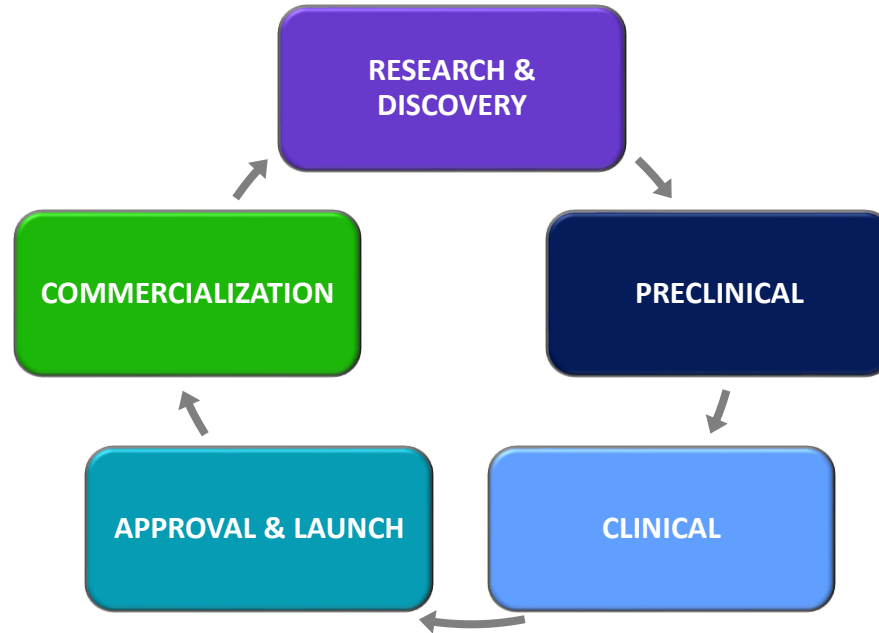 RESEARCH &
DISCOVERY
PRECLINICAL
CLINICAL
APPROVAL & LAUNCH
COMMERCIALIZATION